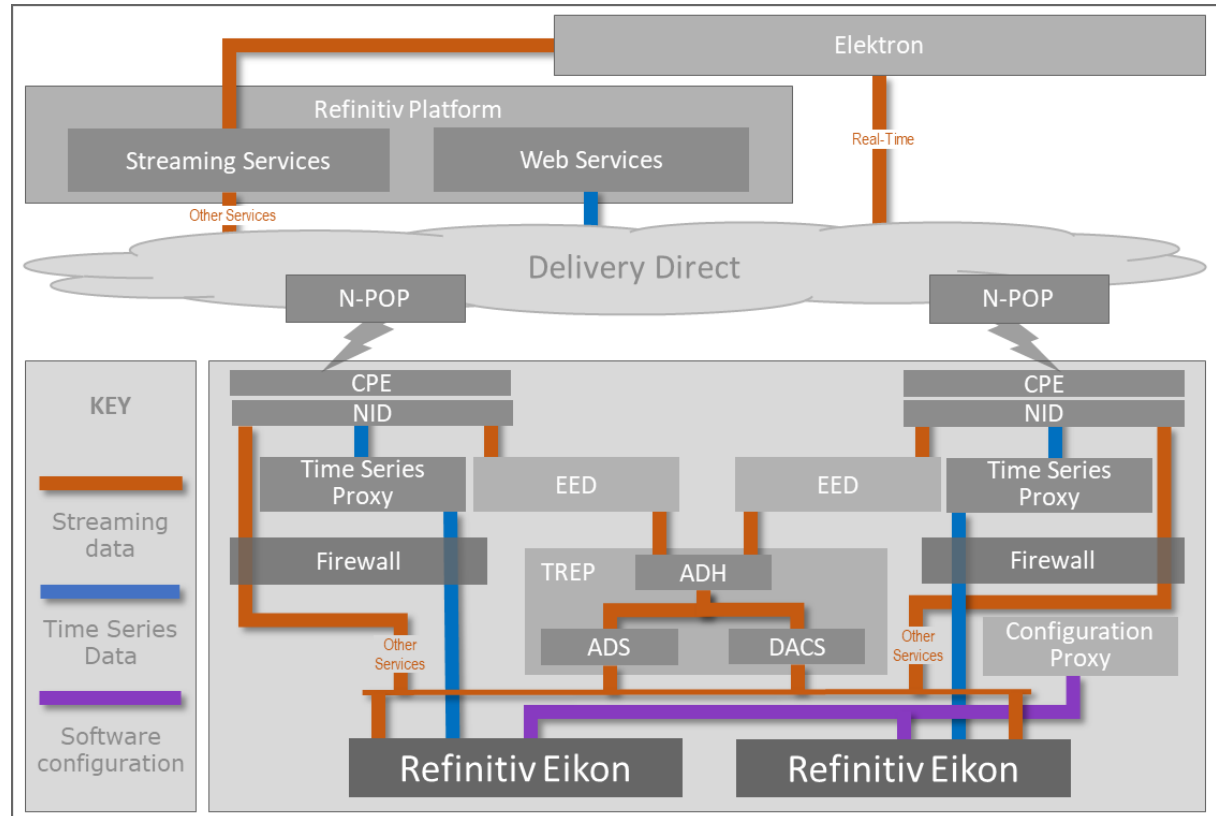 Elektron
Refinitiv Platform
Streaming Services
Web Services
Real-Time
Other Services
Delivery Direct
N-POP
N-POP
KEY
Streaming
data
Time Series
Data
Software
configuration
CPE
NID
Time Series
Proxy
EED
Firewall
CPE
NID
EED
Time Series
Proxy
Firewall
TREP
ADH
ADS
DACS
Other
Services
Other
Services
Configuration
Proxy
Refinitiv Eikon
Refinitiv Eikon